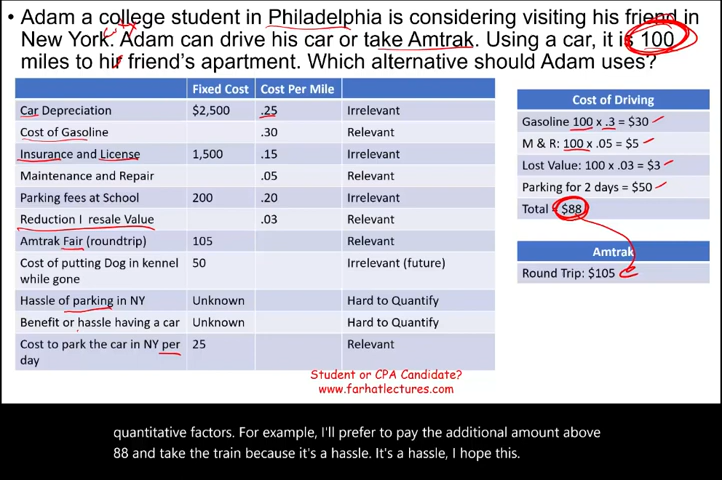 • Adam a college student in Philadelphia is considering visiting his friend in
New York. Adam can drive his car or take Amtrak. Using a car, it is 100
miles to hir friend's apartment. Which alternative should Adam uses?
Fixed Cost Cost Per Mile
Car Depreciation $2,500 .25 Irrelevant
Cost of Gasoline .30 Relevant
Insurance and License 1,500 .15 Irrelevant
Maintenance and Repair .05 Relevant
Parking fees at School 200 .20 Irrelevant
Reduction I resale Value .03 Relevant
Amtrak Fair (roundtrip) 105 Relevant
Cost of putting Dog in kennel 50 Irrelevant (future)
while gone
Hassle of parking in NY Unknown Hard to Quantify
Benefit or hassle having a car Unknown Hard to Quantify
Cost to park the car in NY per 25 Relevant
day
Cost of Driving
Gasoline 100 x .3 = $30
M & R: 100 x .05 = $5
Lost Value: 100 x .03 = $3
Parking for 2 days = $50
Total = $88
Amtrak
Round Trip: $105
Student or CPA Candidate?
www.farhatlectures.com
quantitative factors. For example, I'll prefer to pay the additional amount above
88 and take the train because it's a hassle. It's a hassle, I hope this.